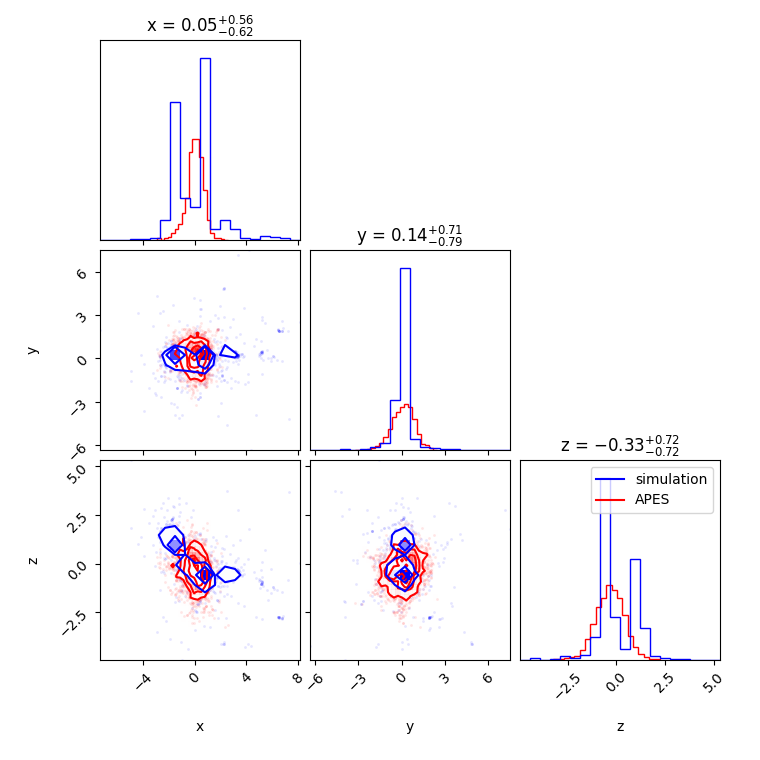 x = 0.05+0.56−0.62
y = 0.14+0.71−0.79
6
3
0
−3
−6
y
z = −0.33+0.72−0.72
simulation
APES
5.0
2.5
0.0
−2.5
z
−4 0 4 8
−6 −3 0 3 6
−2.5 0.0 2.5 5.0
x y z